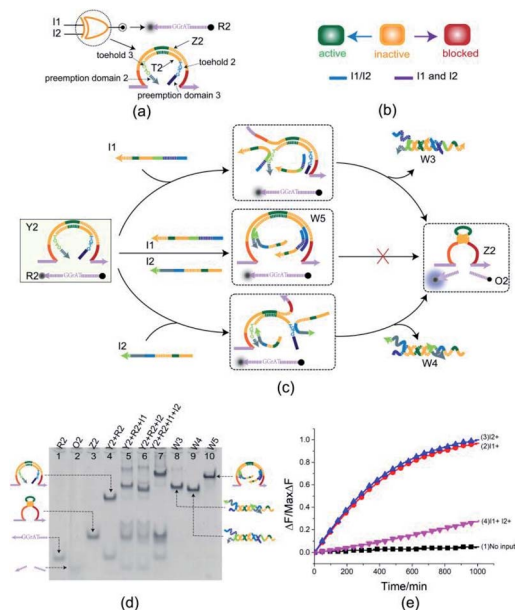 I1
I2
GGrAT
R2
toehold 3
Z2
T2
toehold 2
preemption domain 2
preemption domain 3
(a)
active
inactive
blocked
I1/I2
I1 and I2
(b)
I1
W3
Y2
R2
GGrAT
I1
I2
W5
Z2
O2
I2
W4
(c)
R2
O2
Z2
Y2+R2
Y2+R2+I1
Y2+R2+I2
Y2+R2+I1+I2
W3
W4
W5
1 2 3 4 5 6 7 8 9 10
GGrAT
(d)
ΔF/MaxΔF
1.0
0.8
0.6
0.4
0.2
0.0
(3)I2+
(2)I1+
(4)I1+ I2+
(1)No input
0 200 400 600 800 1000
Time/min
(e)